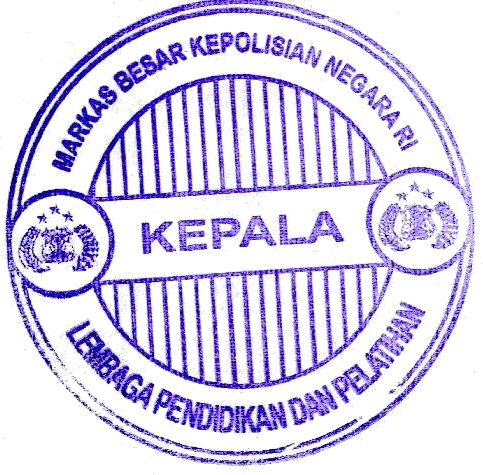 MARKAS BESAR KEPOLISIAN NEGARA RI
KEPALA
LEMBAGA PENDIDIKAN DAN PELATIHAN